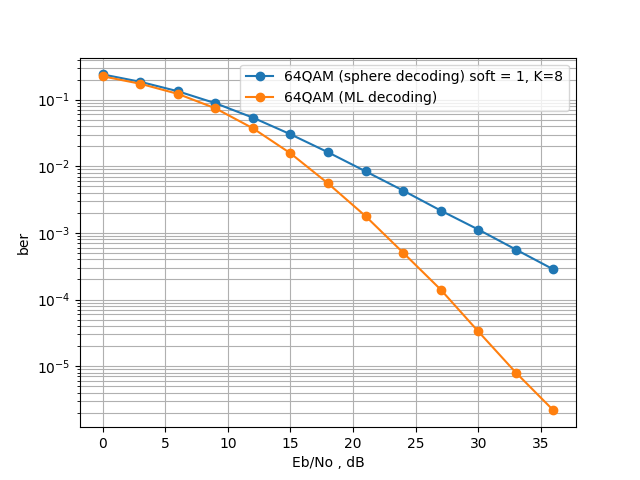 64QAM (sphere decoding) soft = 1, K=8
64QAM (ML decoding)
ber
10⁻¹
10⁻²
10⁻³
10⁻⁴
10⁻⁵
0 5 10 15 20 25 30 35
Eb/No , dB